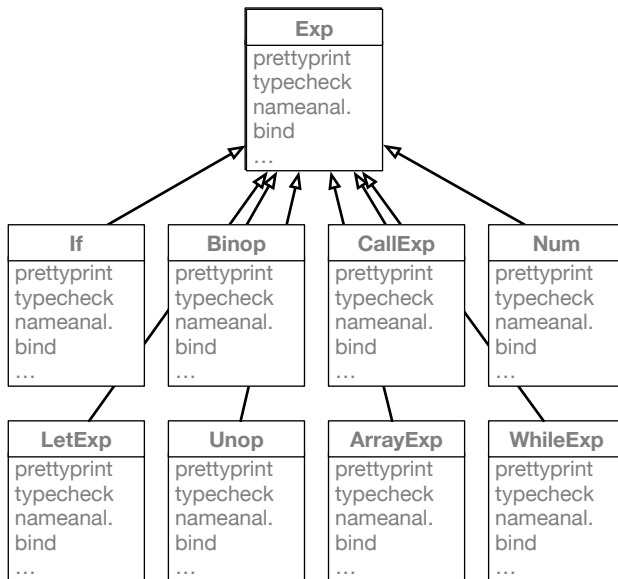 Exp
prettyprint
typecheck
nameanal.
bind
...
If
prettyprint
typecheck
nameanal.
bind
...
Binop
prettyprint
typecheck
nameanal.
bind
...
CallExp
prettyprint
typecheck
nameanal.
bind
...
Num
prettyprint
typecheck
nameanal.
bind
...
LetExp
prettyprint
typecheck
nameanal.
bind
...
Unop
prettyprint
typecheck
nameanal.
bind
...
ArrayExp
prettyprint
typecheck
nameanal.
bind
...
WhileExp
prettyprint
typecheck
nameanal.
bind
...